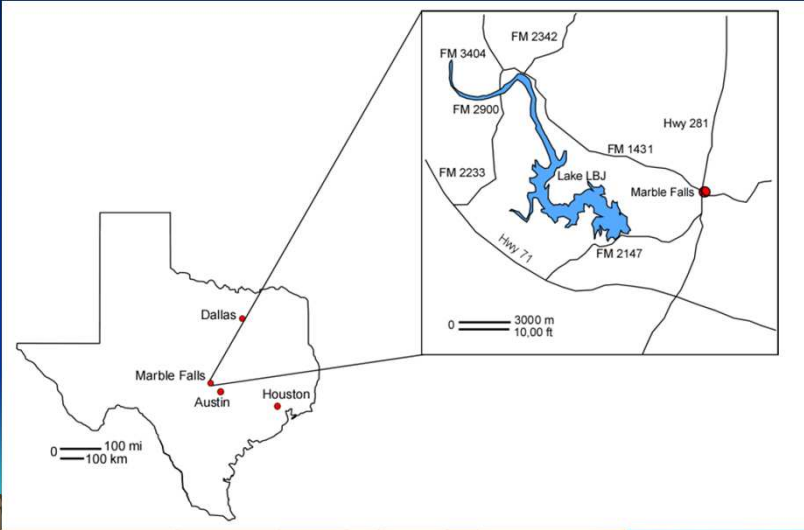 FM 2342
FM 3404
FM 2900
Hwy 281
FM 1431
FM 2233
Lake LBJ
Marble Falls
Hwy 71
FM 2147
0 3000 m
10,00 ft
Dallas
Marble Falls
Austin
Houston
0 100 mi
100 km